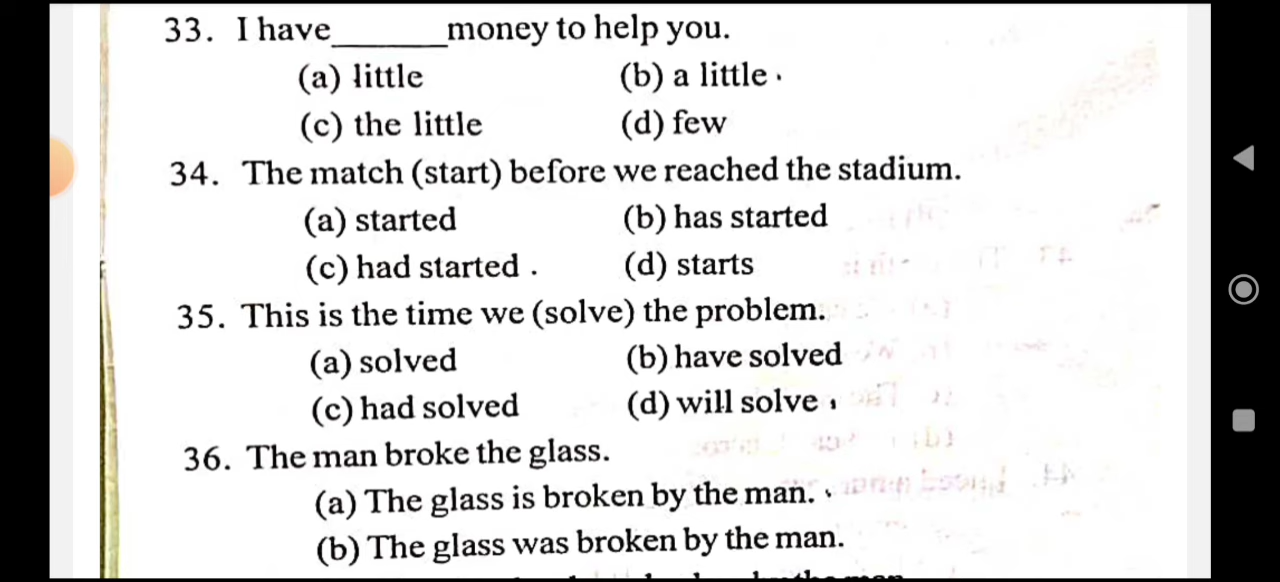 33. I have______money to help you.
(a) little (b) a little
(c) the little (d) few
34. The match (start) before we reached the stadium.
(a) started (b) has started
(c) had started . (d) starts
35. This is the time we (solve) the problem.
(a) solved (b) have solved
(c) had solved (d) will solve
36. The man broke the glass.
(a) The glass is broken by the man.
(b) The glass was broken by the man.